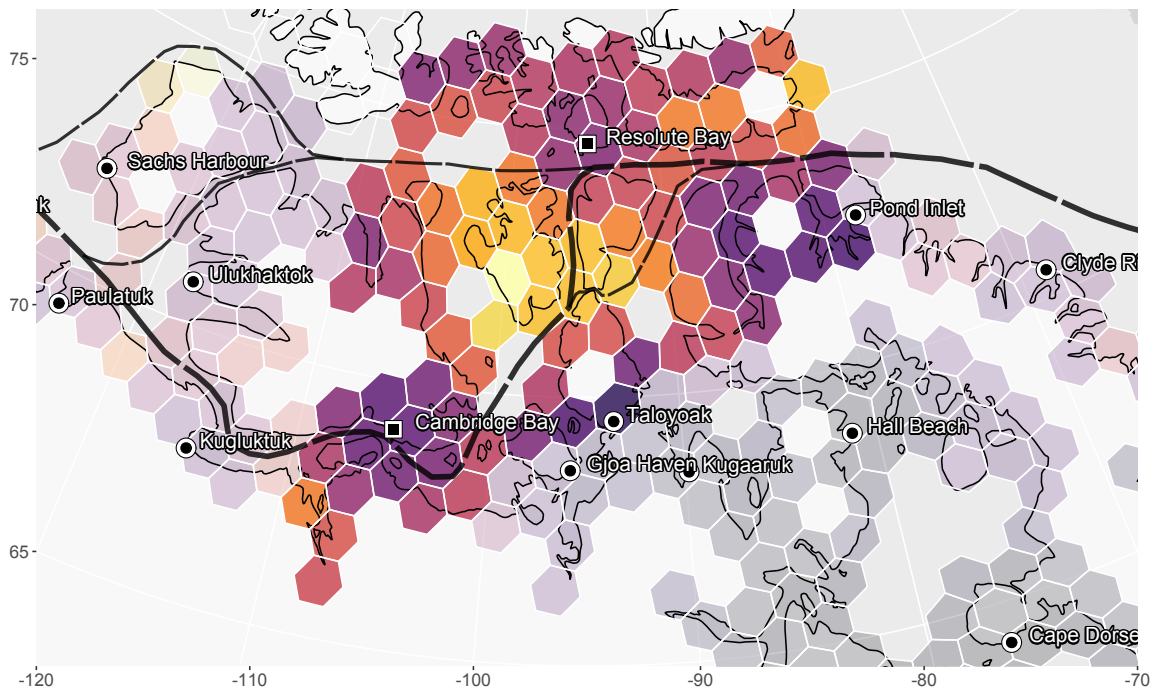 75
Resolute Bay
Sachs Harbour
k
Pond Inlet
Ulukhaktok
Clyde Ri
Paulatuk
70
Cambridge Bay
Taloyoak
Hall Beach
Kugluktuk
Gjoa Haven
Kugaaruk
65
Cape Dorse
-120
-110
-100
-90
-80
-70